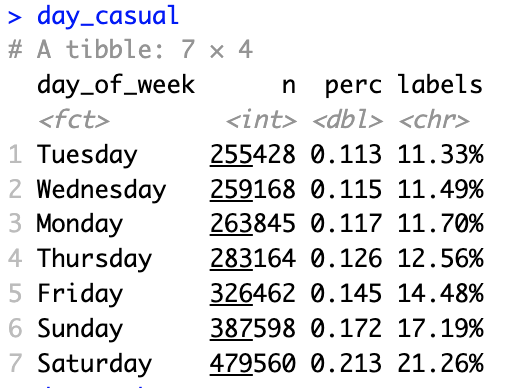 > day_casual
# A tibble: 7 × 4
day_of_week n perc labels
<fct> <int> <dbl> <chr>
1 Tuesday 255428 0.113 11.33%
2 Wednesday 259168 0.115 11.49%
3 Monday 263845 0.117 11.70%
4 Thursday 283164 0.126 12.56%
5 Friday 326462 0.145 14.48%
6 Sunday 387598 0.172 17.19%
7 Saturday 479560 0.213 21.26%